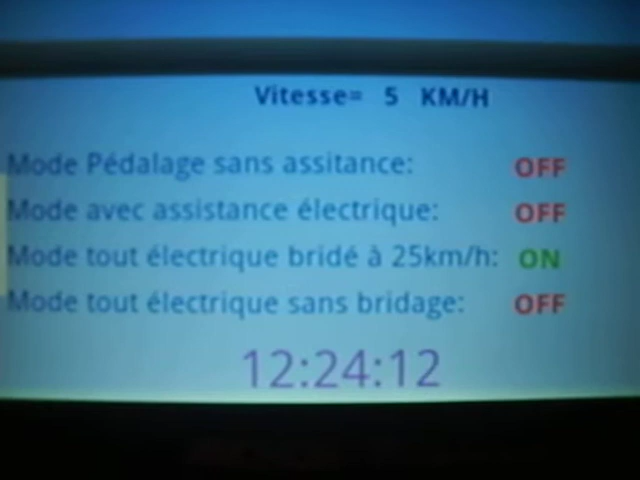 Vitesse= 5 KM/H
Mode Pédalage sans assitance: OFF
Mode avec assistance électrique: OFF
Mode tout électrique bridé à 25km/h: ON
Mode tout électrique sans bridage: OFF
12:24:12